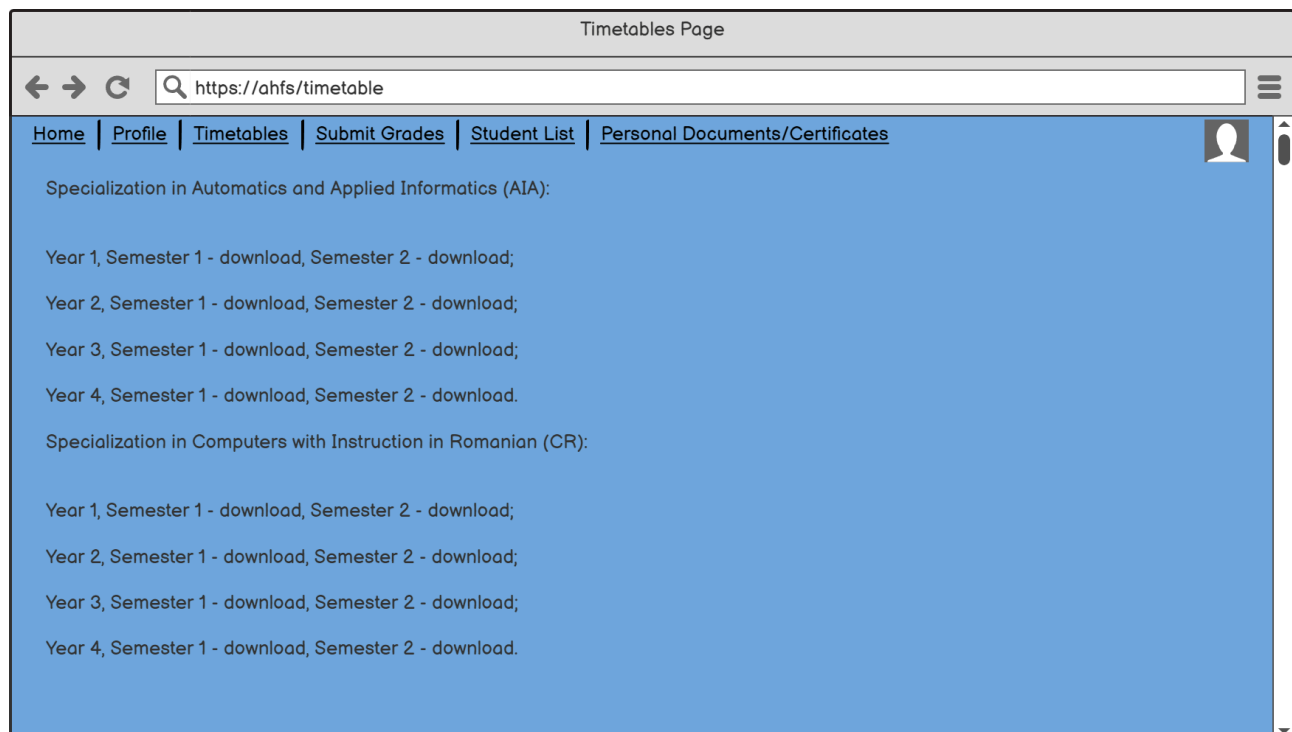 Timetables Page
https://ahfs/timetable
Home Profile Timetables Submit Grades Student List Personal Documents/Certificates
Specialization in Automatics and Applied Informatics (AIA):
Year 1, Semester 1 - download, Semester 2 - download;
Year 2, Semester 1 - download, Semester 2 - download;
Year 3, Semester 1 - download, Semester 2 - download;
Year 4, Semester 1 - download, Semester 2 - download.
Specialization in Computers with Instruction in Romanian (CR):
Year 1, Semester 1 - download, Semester 2 - download;
Year 2, Semester 1 - download, Semester 2 - download;
Year 3, Semester 1 - download, Semester 2 - download;
Year 4, Semester 1 - download, Semester 2 - download.